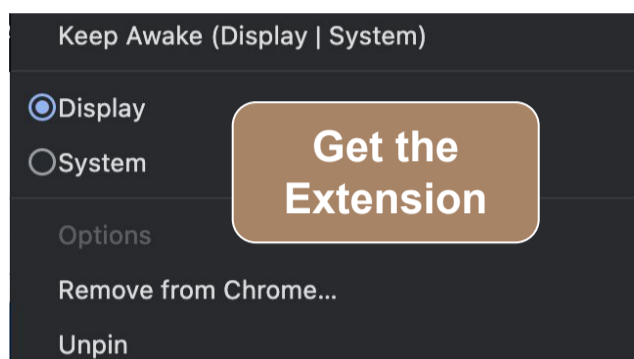 Keep Awake (Display | System)
Display
System
Get the
Extension
Options
Remove from Chrome...
Unpin